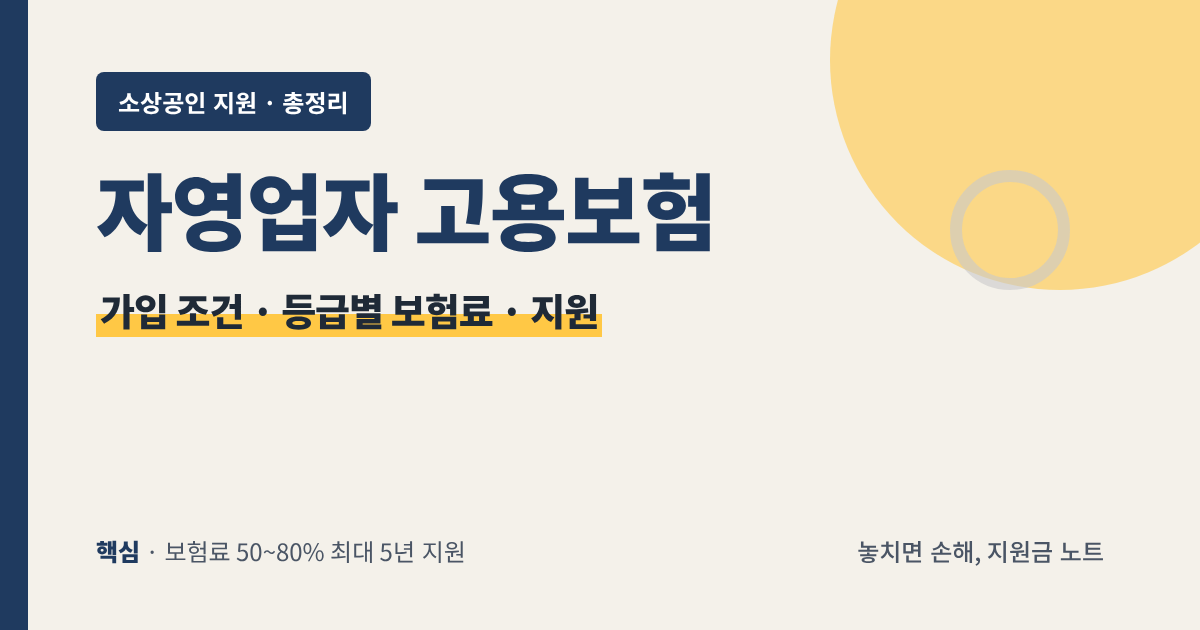 소상공인 지원 · 총정리
자영업자 고용보험
가입 조건 · 등급별 보험료 · 지원
핵심 · 보험료 50~80% 최대 5년 지원
놓치면 손해, 지원금 노트